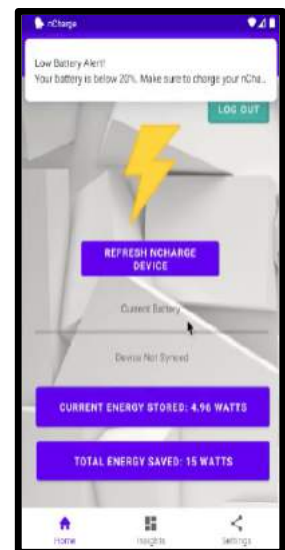 nCharge
Low Battery Alert!
Your battery is below 20%. Make sure to charge your nCha...
LOG OUT
REFRESH NCHARGE
DEVICE
Current Battery
Device Not Synced
CURRENT ENERGY STORED: 4.96 WATTS
TOTAL ENERGY SAVED: 15 WATTS
Home
Insights
Settings